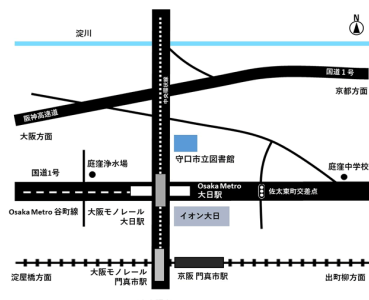 N
淀川
国道1号
中央環状線
京都方面
阪神高速道
大阪方面
守口市立図書館
庭窪浄水場
庭窪中学校
国道1号
Osaka Metro
大日駅
佐太東町交差点
Osaka Metro 谷町線
大阪モノレール
大日駅
イオン大日
大阪モノレール
門真市駅
淀屋橋方面
京阪 門真市駅
出町柳方面